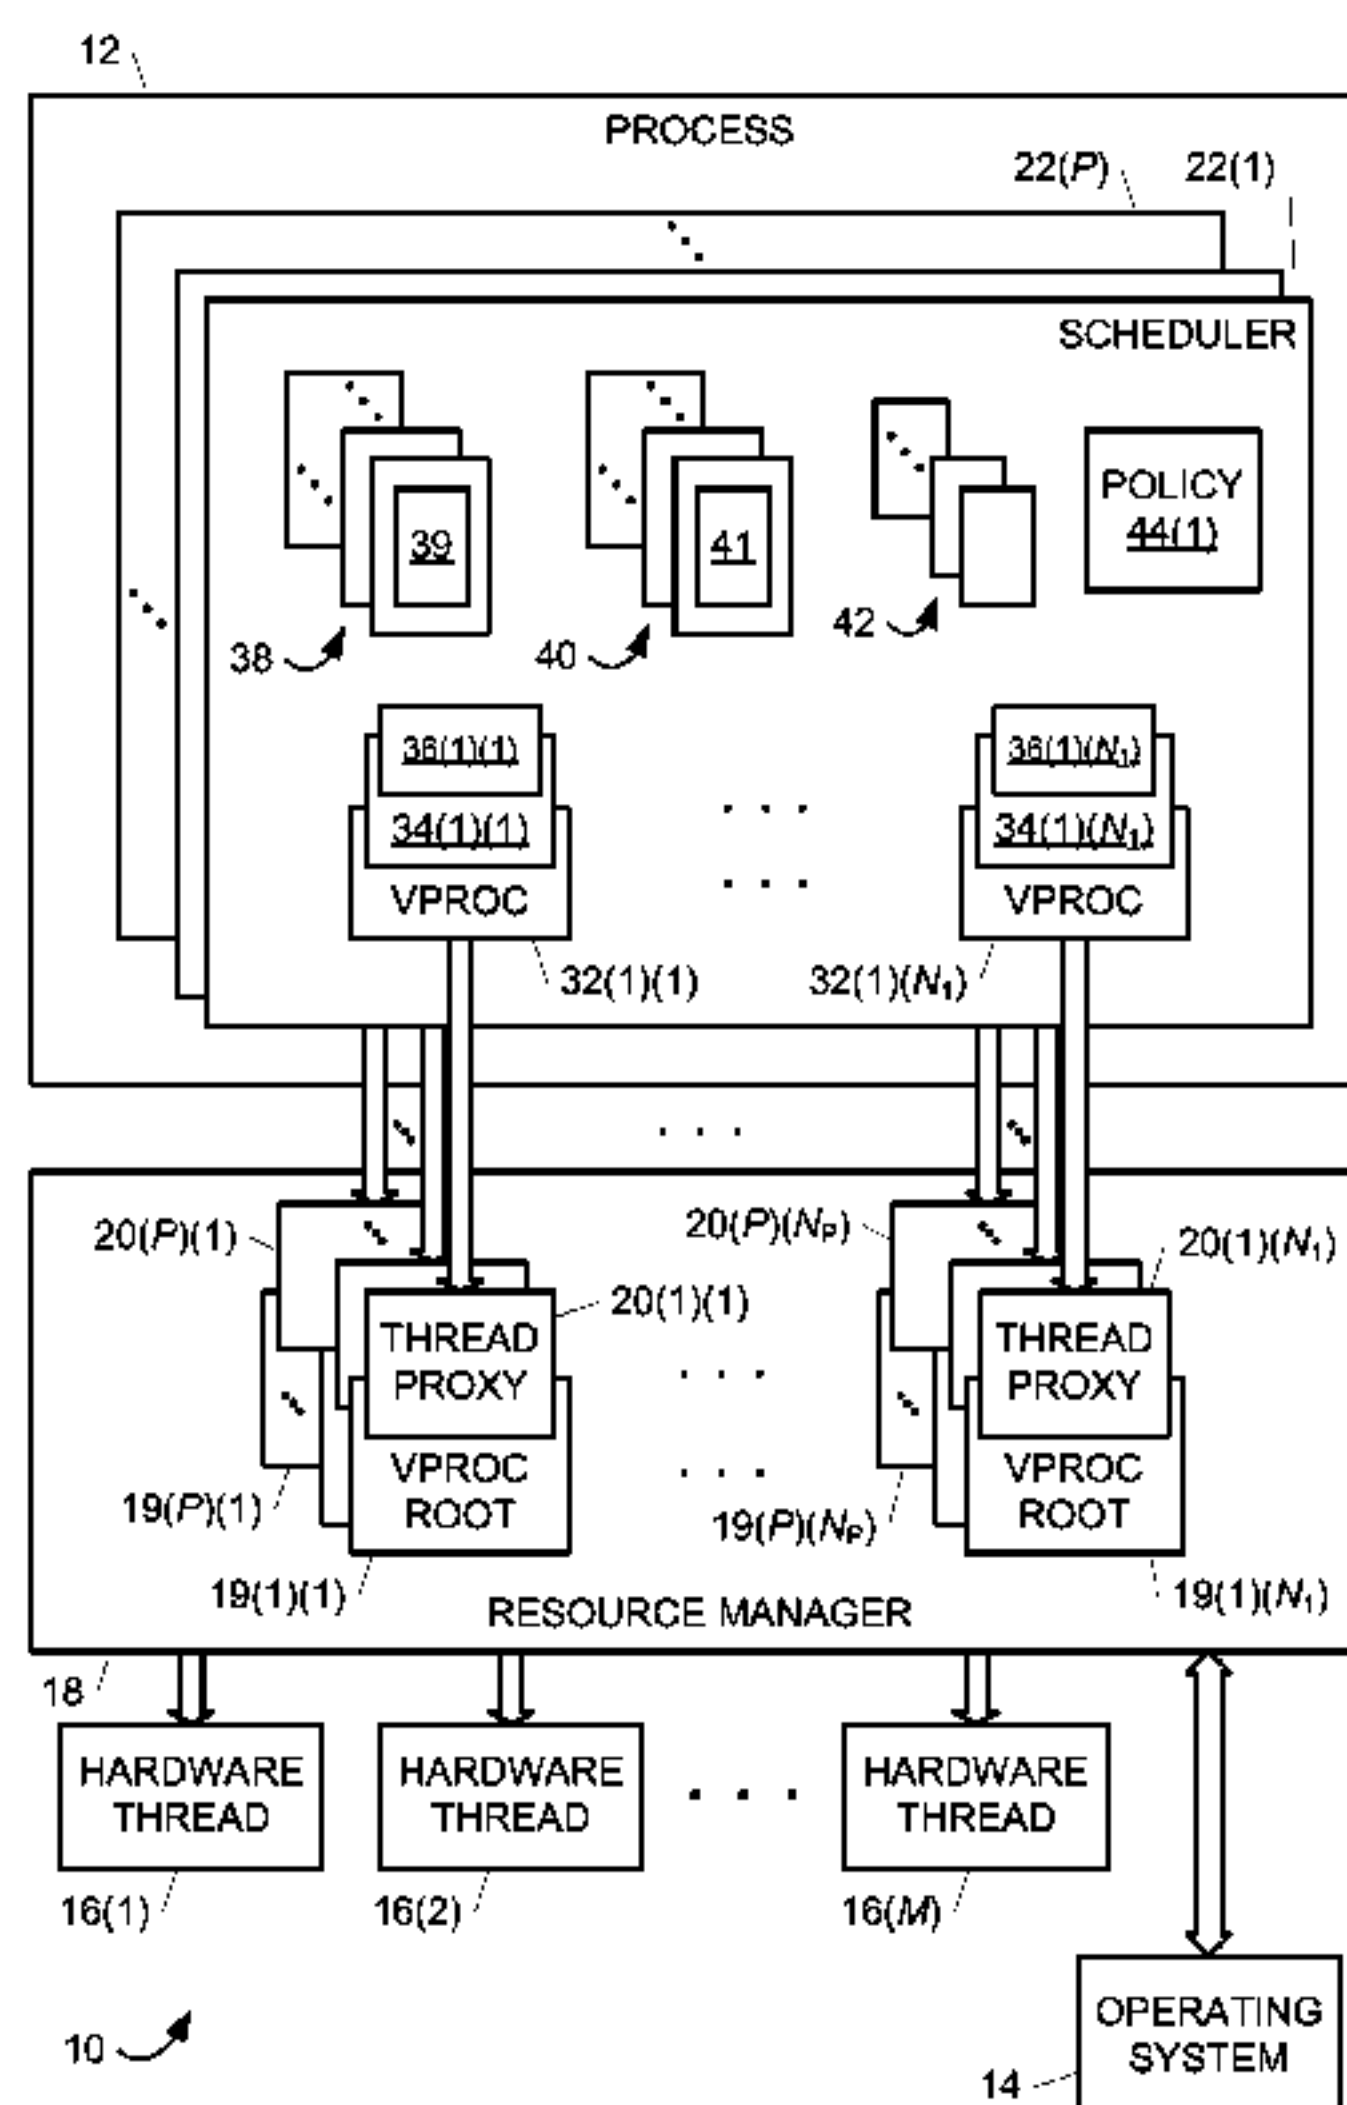 12
PROCESS
22(P) 22(1)
SCHEDULER
POLICY
44(1)
39 41
38 40 42
36(1)(1) 36(1)(N1)
34(1)(1) 34(1)(N1)
VPROC VPROC
32(1)(1) 32(1)(N1)
20(P)(1) 20(P)(NP) 20(1)(N1)
20(1)(1)
THREAD THREAD
PROXY PROXY
VPROC VPROC
ROOT ROOT
19(P)(1) 19(P)(NP)
19(1)(1) 19(1)(N1)
RESOURCE MANAGER
18
HARDWARE HARDWARE HARDWARE
THREAD THREAD THREAD
16(1) 16(2) 16(M)
OPERATING
SYSTEM
10
14